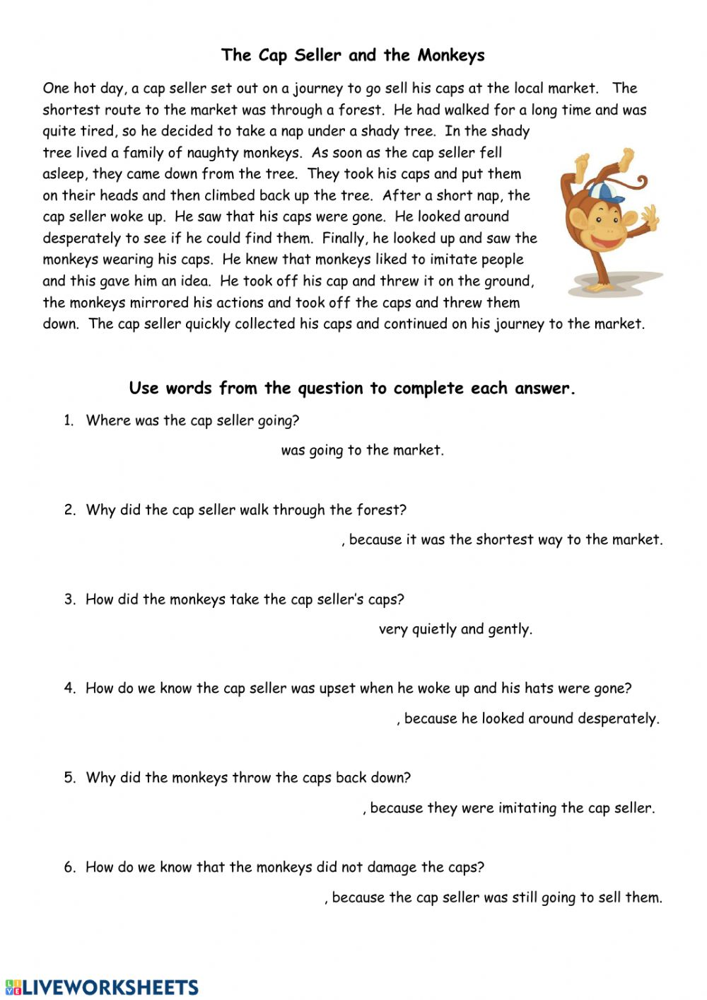 The Cap Seller and the Monkeys
One hot day, a cap seller set out on a journey to go sell his caps at the local market.   The
shortest route to the market was through a forest.  He had walked for a long time and was
quite tired, so he decided to take a nap under a shady tree.  In the shady
tree lived a family of naughty monkeys.  As soon as the cap seller fell
asleep, they came down from the tree.  They took his caps and put them
on their heads and then climbed back up the tree.  After a short nap, the
cap seller woke up.  He saw that his caps were gone.  He looked around
desperately to see if he could find them.  Finally, he looked up and saw the
monkeys wearing his caps.  He knew that monkeys liked to imitate people
and this gave him an idea.  He took off his cap and threw it on the ground,
the monkeys mirrored his actions and took off the caps and threw them
down.  The cap seller quickly collected his caps and continued on his journey to the market.
Use words from the question to complete each answer.
1. Where was the cap seller going?
was going to the market.
2. Why did the cap seller walk through the forest?
, because it was the shortest way to the market.
3. How did the monkeys take the cap seller's caps?
very quietly and gently.
4. How do we know the cap seller was upset when he woke up and his hats were gone?
, because he looked around desperately.
5. Why did the monkeys throw the caps back down?
, because they were imitating the cap seller.
6. How do we know that the monkeys did not damage the caps?
, because the cap seller was still going to sell them.
LIVE LIVEWORKSHEETS